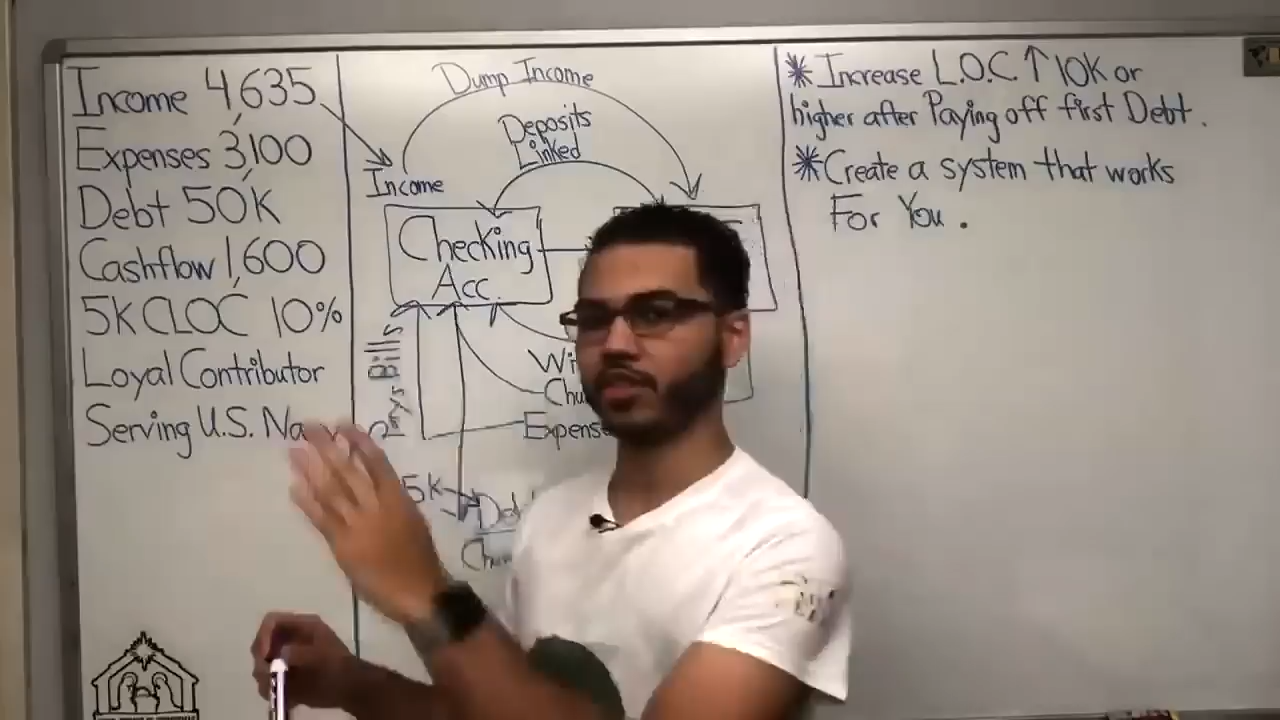 Income 4,635
Expenses 3,100
Debt 50K
Cashflow 1,600
5K CLOC 10%
Loyal Contributor
Serving U.S.
Dump Income
Deposits
Linked
Income
Checking
Acc.
Pays Bills
5K
* Increase L.O.C. ↑ 10K or
higher after Paying off first Debt.
* Create a system that works
For You.